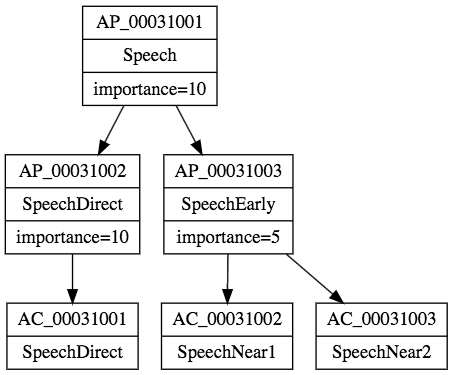 AP_00031001
Speech
importance=10
AP_00031002
SpeechDirect
importance=10
AP_00031003
SpeechEarly
importance=5
AC_00031001
SpeechDirect
AC_00031002
SpeechNear1
AC_00031003
SpeechNear2